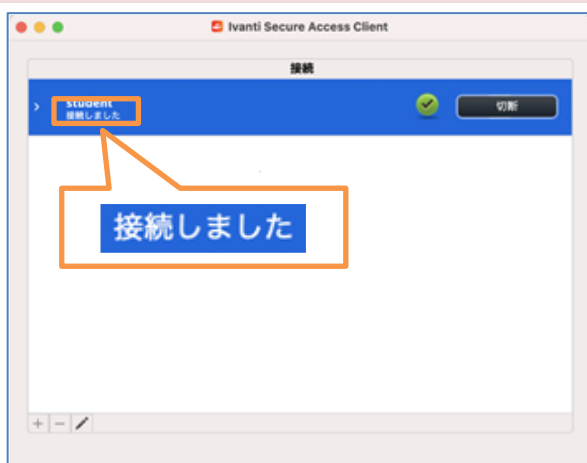 Ivanti Secure Access Client
接続
student
接続しました
切断
接続しました